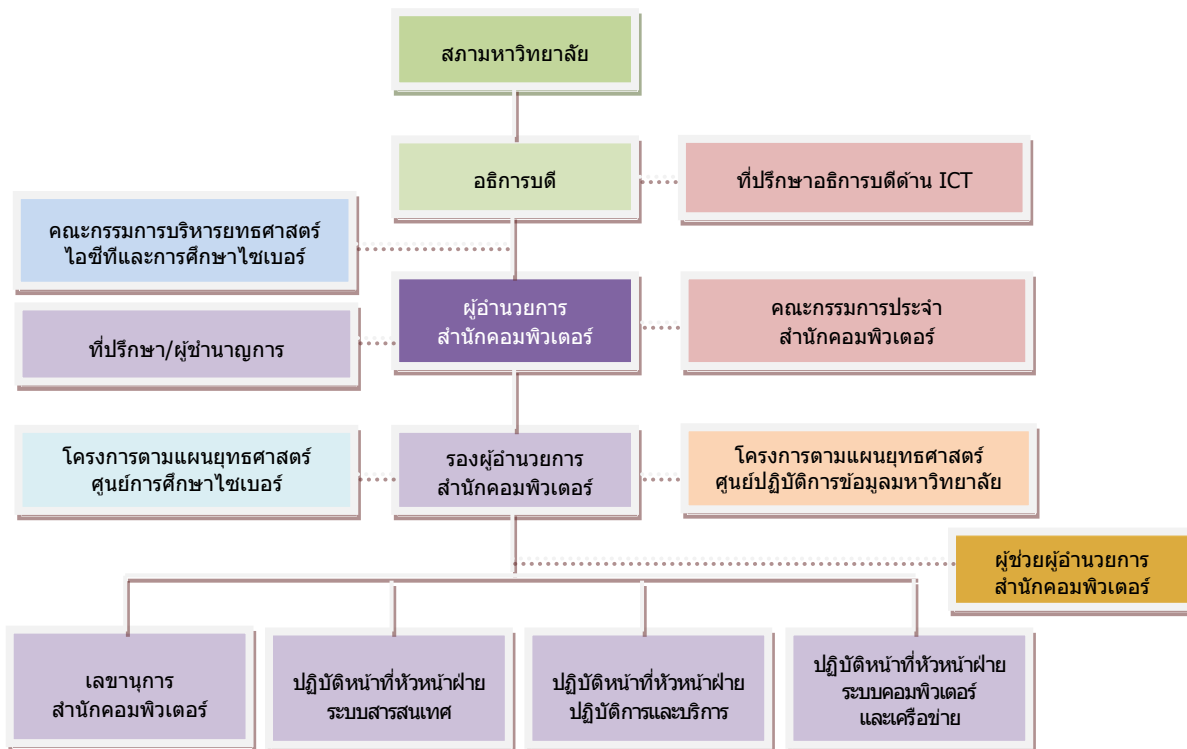 สภามหาวิทยาลัย
อธิการบดี
ที่ปรึกษาอธิการบดีด้าน ICT
คณะกรรมการบริหารยทธศาสตร์
ไอซีทีและการศึกษาไซเบอร์
ผู้อำนวยการ
สำนักคอมพิวเตอร์
คณะกรรมการประจำ
สำนักคอมพิวเตอร์
ที่ปรึกษา/ผู้ชำนาญการ
โครงการตามแผนยุทธศาสตร์
ศูนย์การศึกษาไซเบอร์
รองผู้อำนวยการ
สำนักคอมพิวเตอร์
โครงการตามแผนยุทธศาสตร์
ศูนย์ปฏิบัติการข้อมูลมหาวิทยาลัย
ผู้ช่วยผู้อำนวยการ
สำนักคอมพิวเตอร์
เลขานุการ
สำนักคอมพิวเตอร์
ปฏิบัติหน้าที่หัวหน้าฝ่าย
ระบบสารสนเทศ
ปฏิบัติหน้าที่หัวหน้าฝ่าย
ปฏิบัติการและบริการ
ปฏิบัติหน้าที่หัวหน้าฝ่าย
ระบบคอมพิวเตอร์
และเครือข่าย